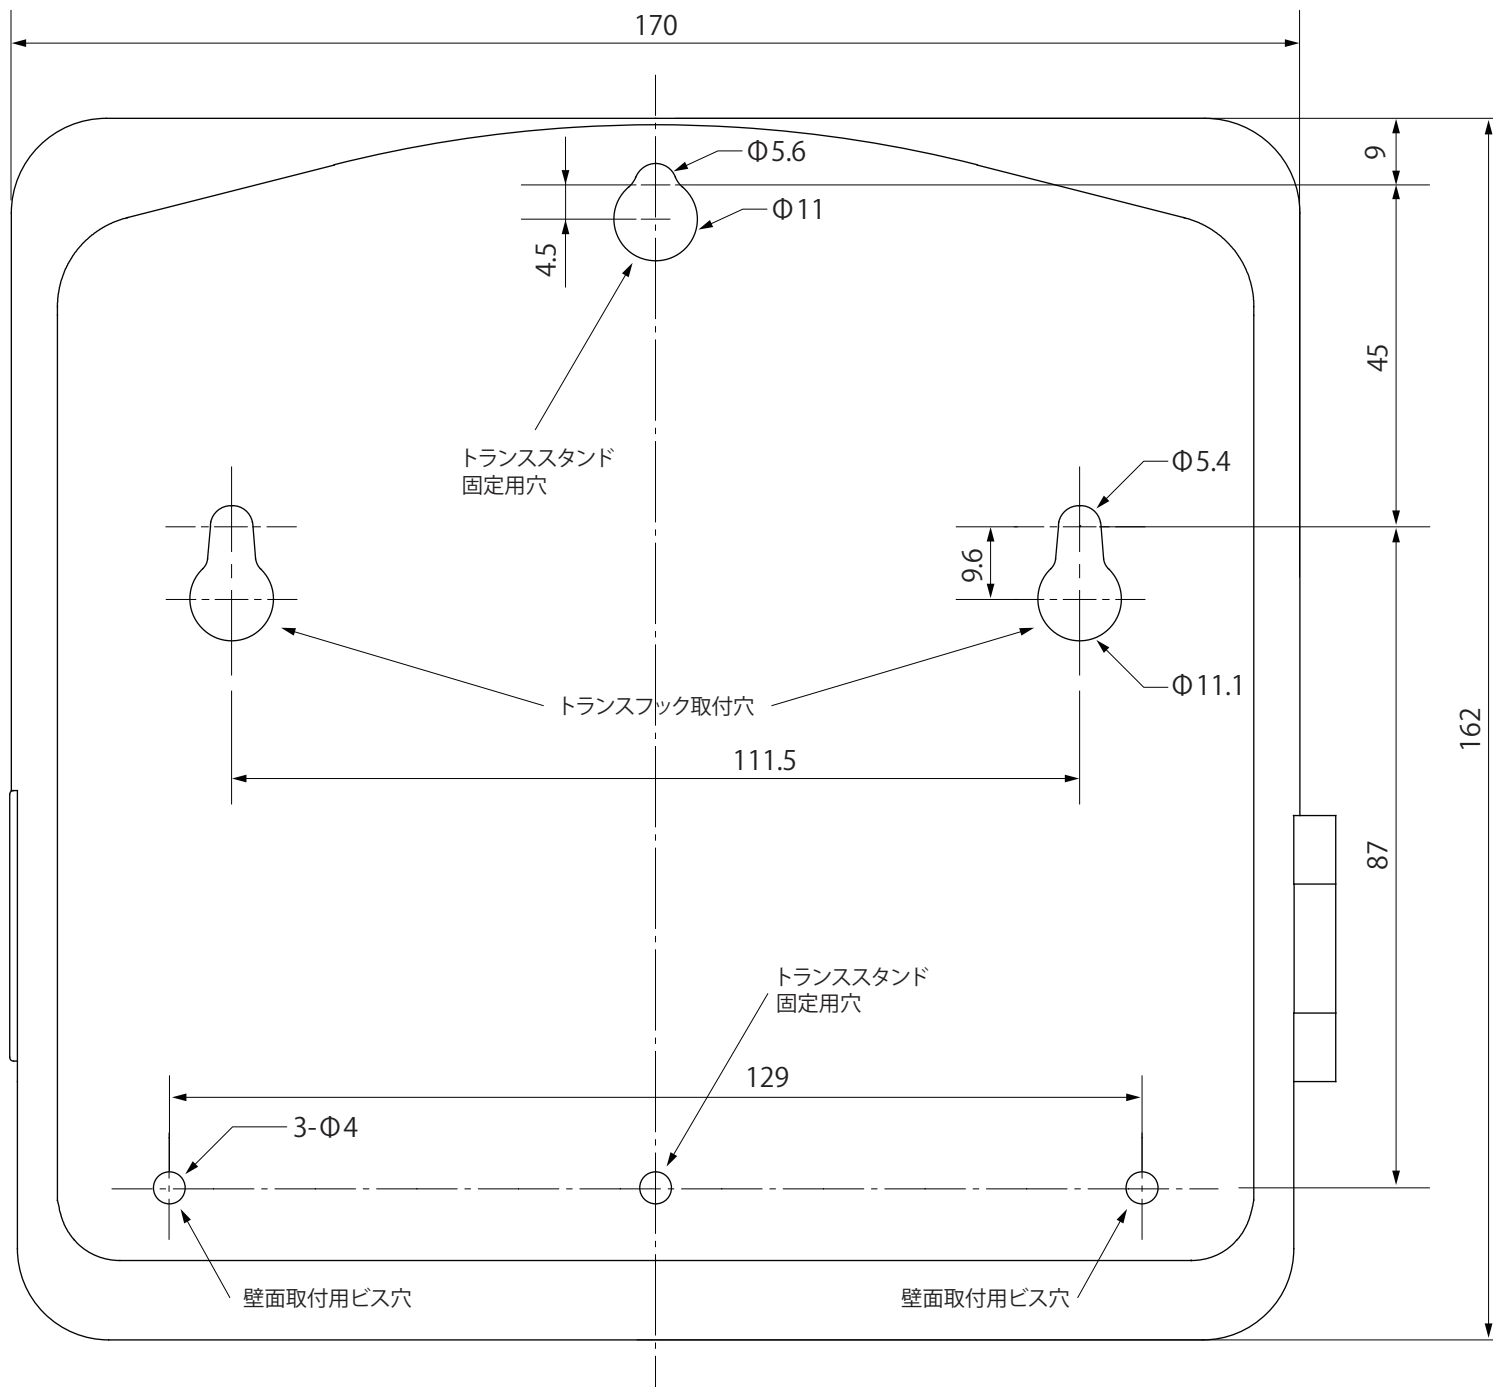 170
Φ5.6
9
Φ11
4.5
45
トランススタンド
固定用穴
Φ5.4
9.6
Φ11.1
トランスフック取付穴
162
111.5
87
トランススタンド
固定用穴
129
3-Φ4
壁面取付用ビス穴
壁面取付用ビス穴